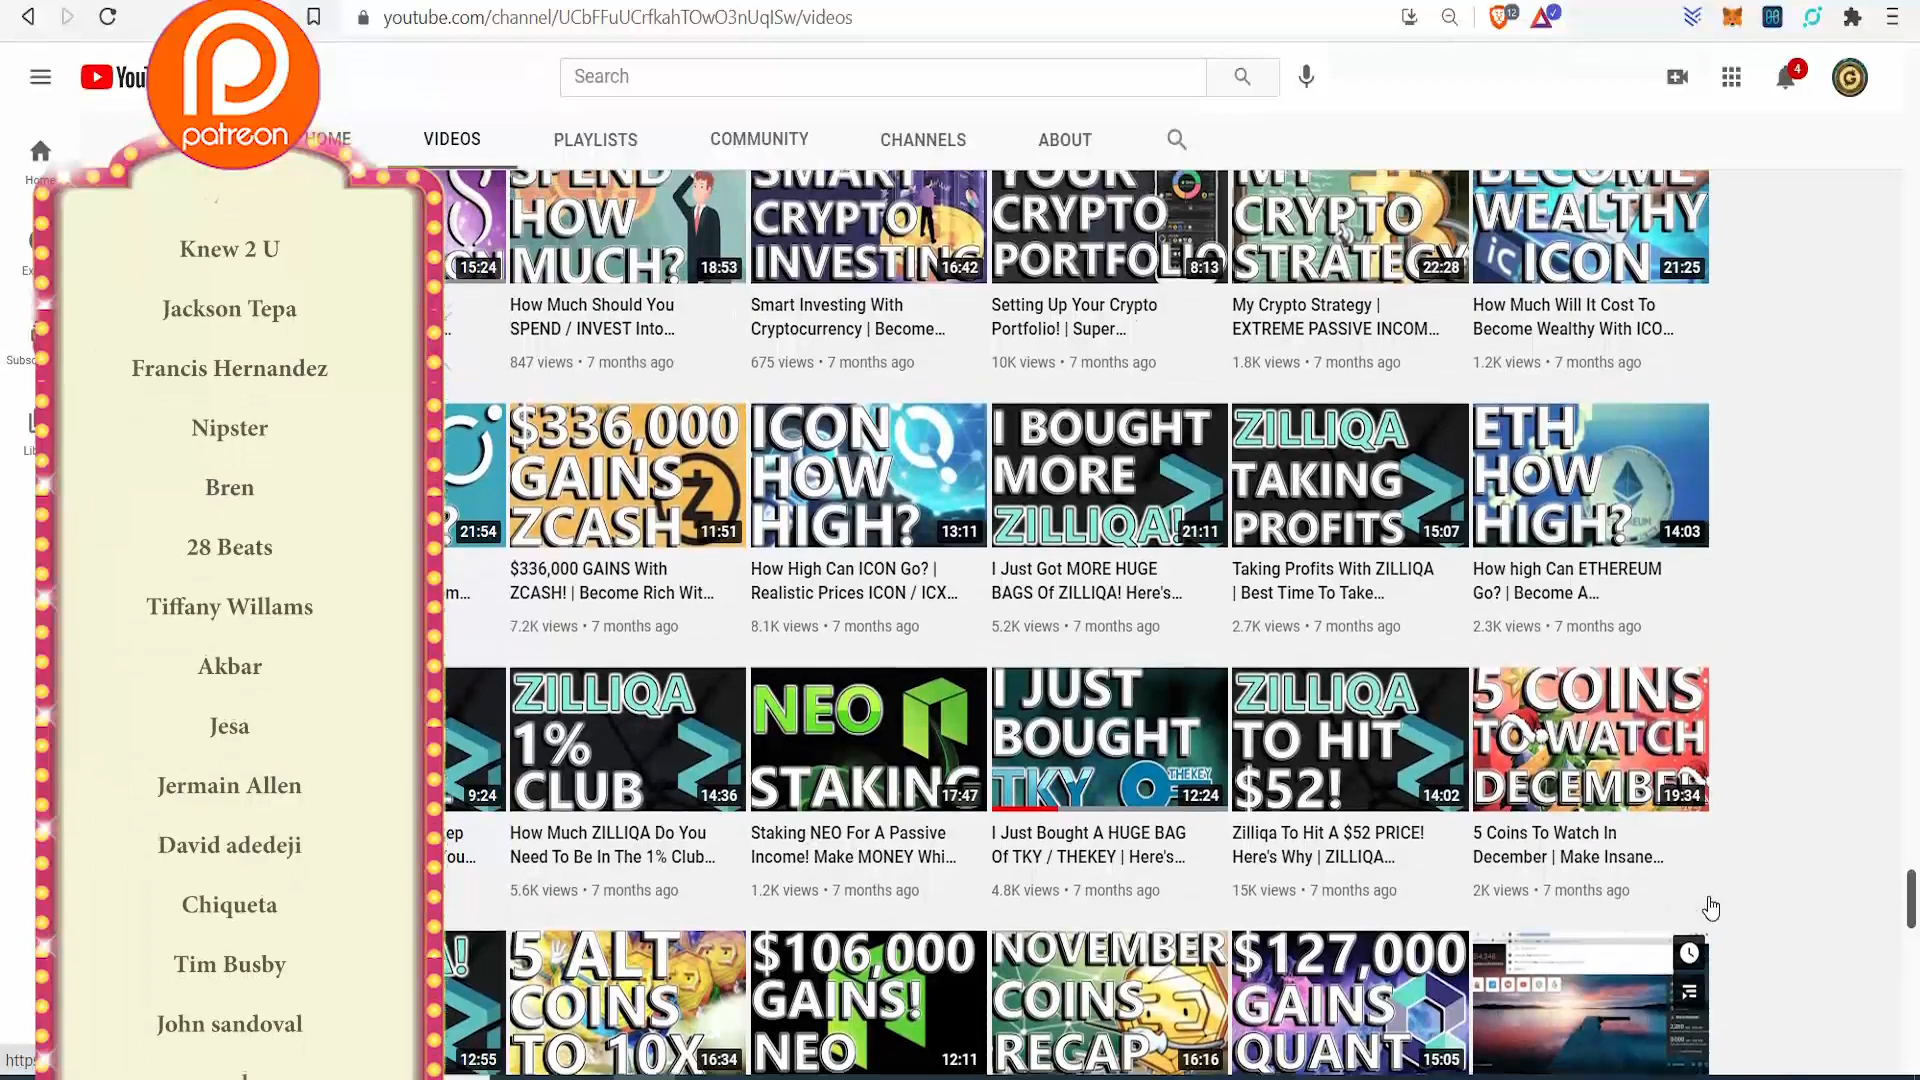 youtube.com/channel/UCbFFuUCrfkahTOwO3nUqISw/videos
12
patreon
Search
4
HOME
VIDEOS
PLAYLISTS
COMMUNITY
CHANNELS
ABOUT
Home
Knew 2 U
Jackson Tepa
Francis Hernandez
Nipster
Bren
28 Beats
Tiffany Willams
Akbar
Jesa
Jermain Allen
David adedeji
Chiqueta
Tim Busby
John sandoval
15:24
SPEND
HOW
MUCH?
18:53
SMART
CRYPTO
INVESTING
16:42
YOUR
CRYPTO
PORTFOLIO
8:13
MY
CRYPTO
STRATEGY
22:28
BECOME
WEALTHY
ICON
21:25
How Much Should You
SPEND / INVEST Into...
847 views • 7 months ago
Smart Investing With
Cryptocurrency | Become...
675 views • 7 months ago
Setting Up Your Crypto
Portfolio! | Super...
10K views • 7 months ago
My Crypto Strategy |
EXTREME PASSIVE INCOM...
1.8K views • 7 months ago
How Much Will It Cost To
Become Wealthy With ICO...
1.2K views • 7 months ago
21:54
$336,000
GAINS
ZCASH
11:51
ICON
HOW
HIGH?
13:11
I BOUGHT
MORE
ZILLIQA!
21:11
ZILLIQA
TAKING
PROFITS
15:07
ETH
HOW
HIGH?
14:03
m...
$336,000 GAINS With
ZCASH! | Become Rich Wit...
7.2K views • 7 months ago
How High Can ICON Go? |
Realistic Prices ICON / ICX...
8.1K views • 7 months ago
I Just Got MORE HUGE
BAGS Of ZILLIQA! Here's...
5.2K views • 7 months ago
Taking Profits With ZILLIQA
| Best Time To Take...
2.7K views • 7 months ago
How high Can ETHEREUM
Go? | Become A...
2.3K views • 7 months ago
9:24
ZILLIQA
1%
CLUB
14:36
NEO
STAKING
17:47
I JUST
BOUGHT
TKY
THEKEY
12:24
ZILLIQA
TO HIT
$52!
14:02
5 COINS
TO WATCH
DECEMBER
19:34
ep
ou...
How Much ZILLIQA Do You
Need To Be In The 1% Club...
5.6K views • 7 months ago
Staking NEO For A Passive
Income! Make MONEY Whi...
1.2K views • 7 months ago
I Just Bought A HUGE BAG
Of TKY / THEKEY | Here's...
4.8K views • 7 months ago
Zilliqa To Hit A $52 PRICE!
Here's Why | ZILLIQA...
15K views • 7 months ago
5 Coins To Watch In
December | Make Insane...
2K views • 7 months ago
12:55
5 ALT
COINS
TO 10X
16:34
$106,000
GAINS!
NEO
12:11
NOVEMBER
COINS
RECAP
16:16
$127,000
GAINS
QUANT
15:05